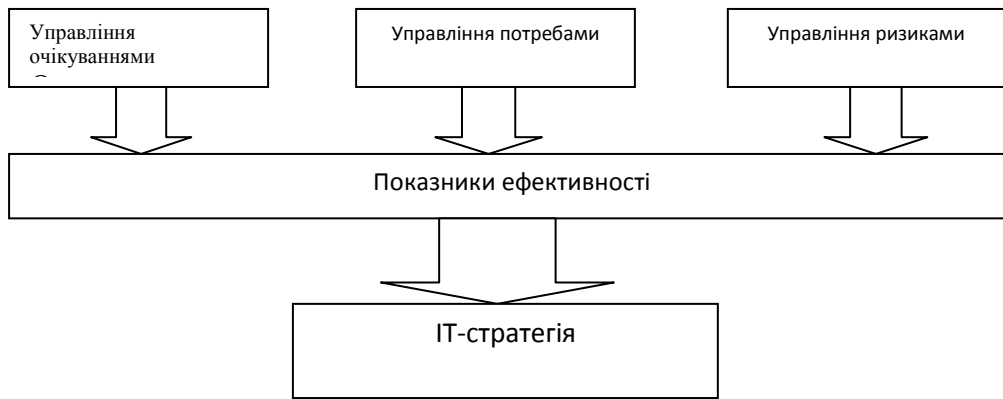 Управління
очікуваннями
Управління потребами
Управління ризиками
Показники ефективності
ІТ-стратегія